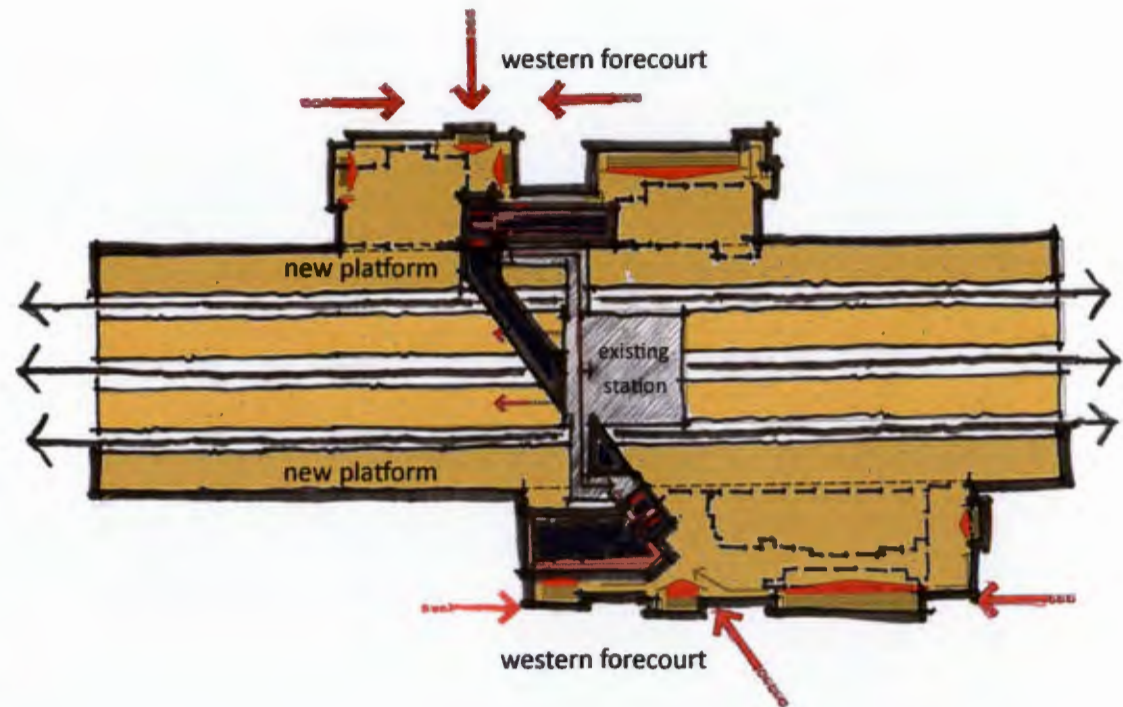 western forecourt
new platform
existing
station
new platform
western forecourt